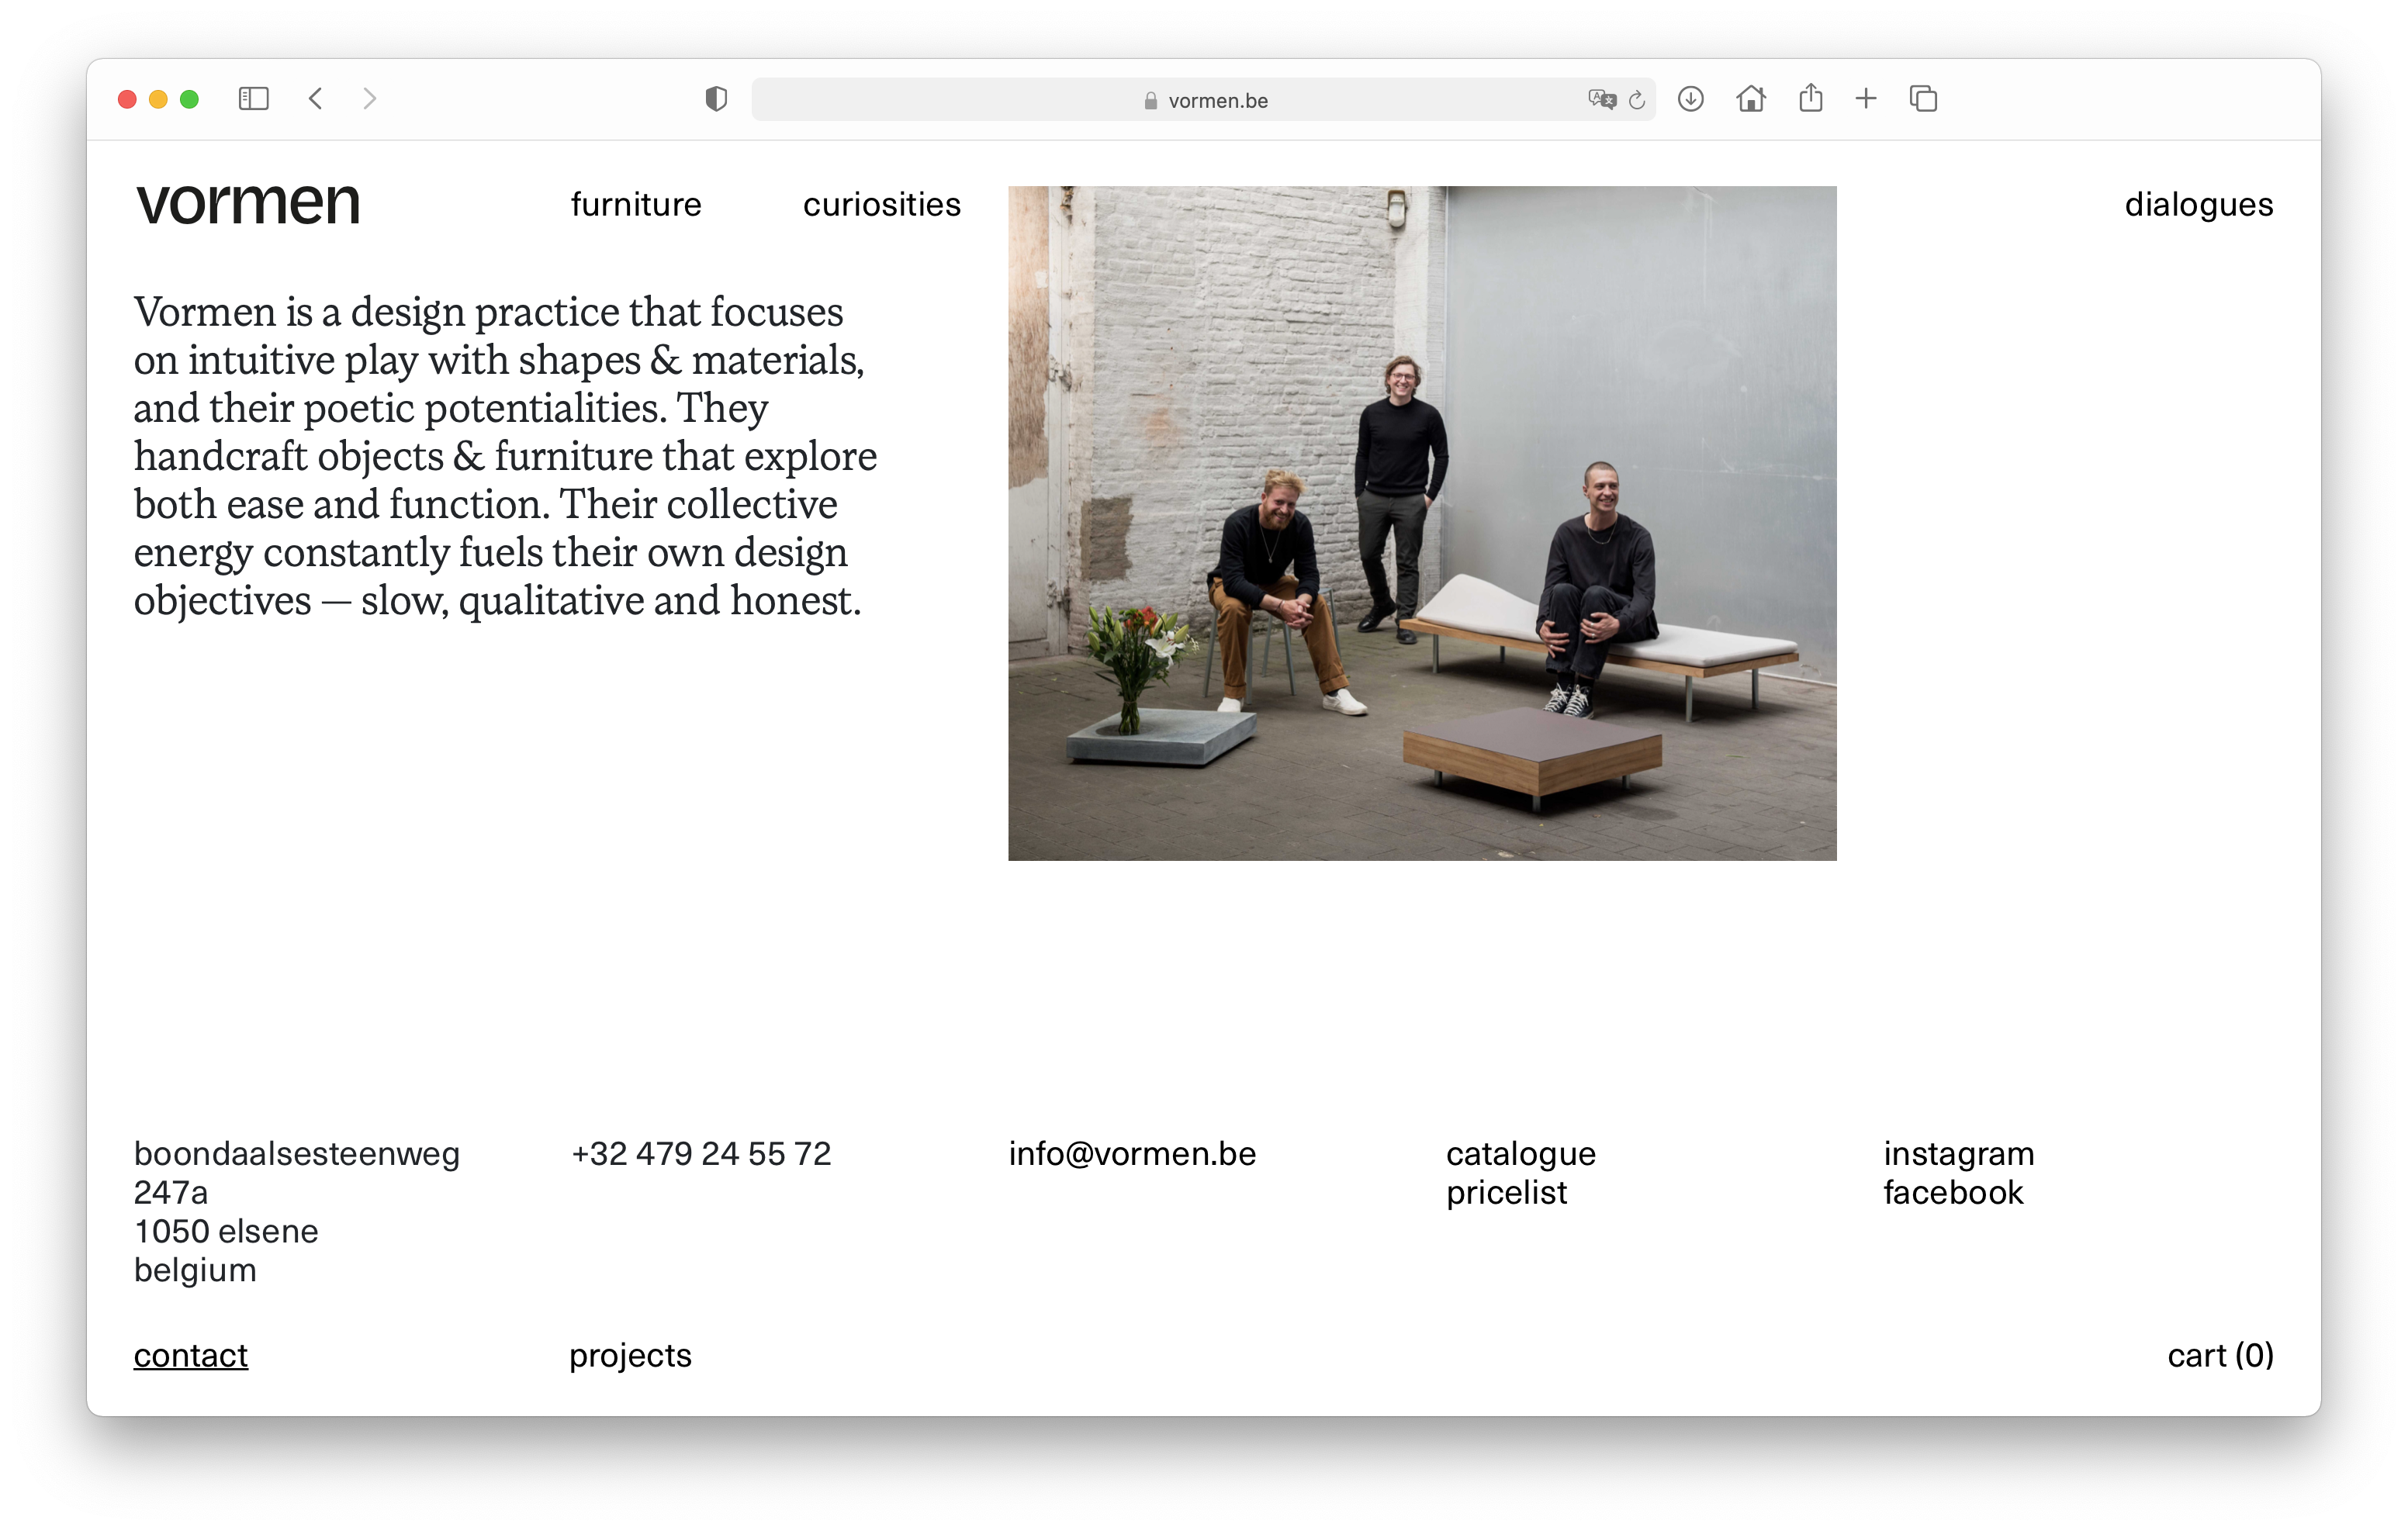 vormen.be
vormen
furniture
curiosities
dialogues
Vormen is a design practice that focuses
on intuitive play with shapes & materials,
and their poetic potentialities. They
handcraft objects & furniture that explore
both ease and function. Their collective
energy constantly fuels their own design
objectives — slow, qualitative and honest.
boondaalsesteenweg
247a
1050 elsene
belgium
+32 479 24 55 72
info@vormen.be
catalogue
pricelist
instagram
facebook
contact
projects
cart (0)